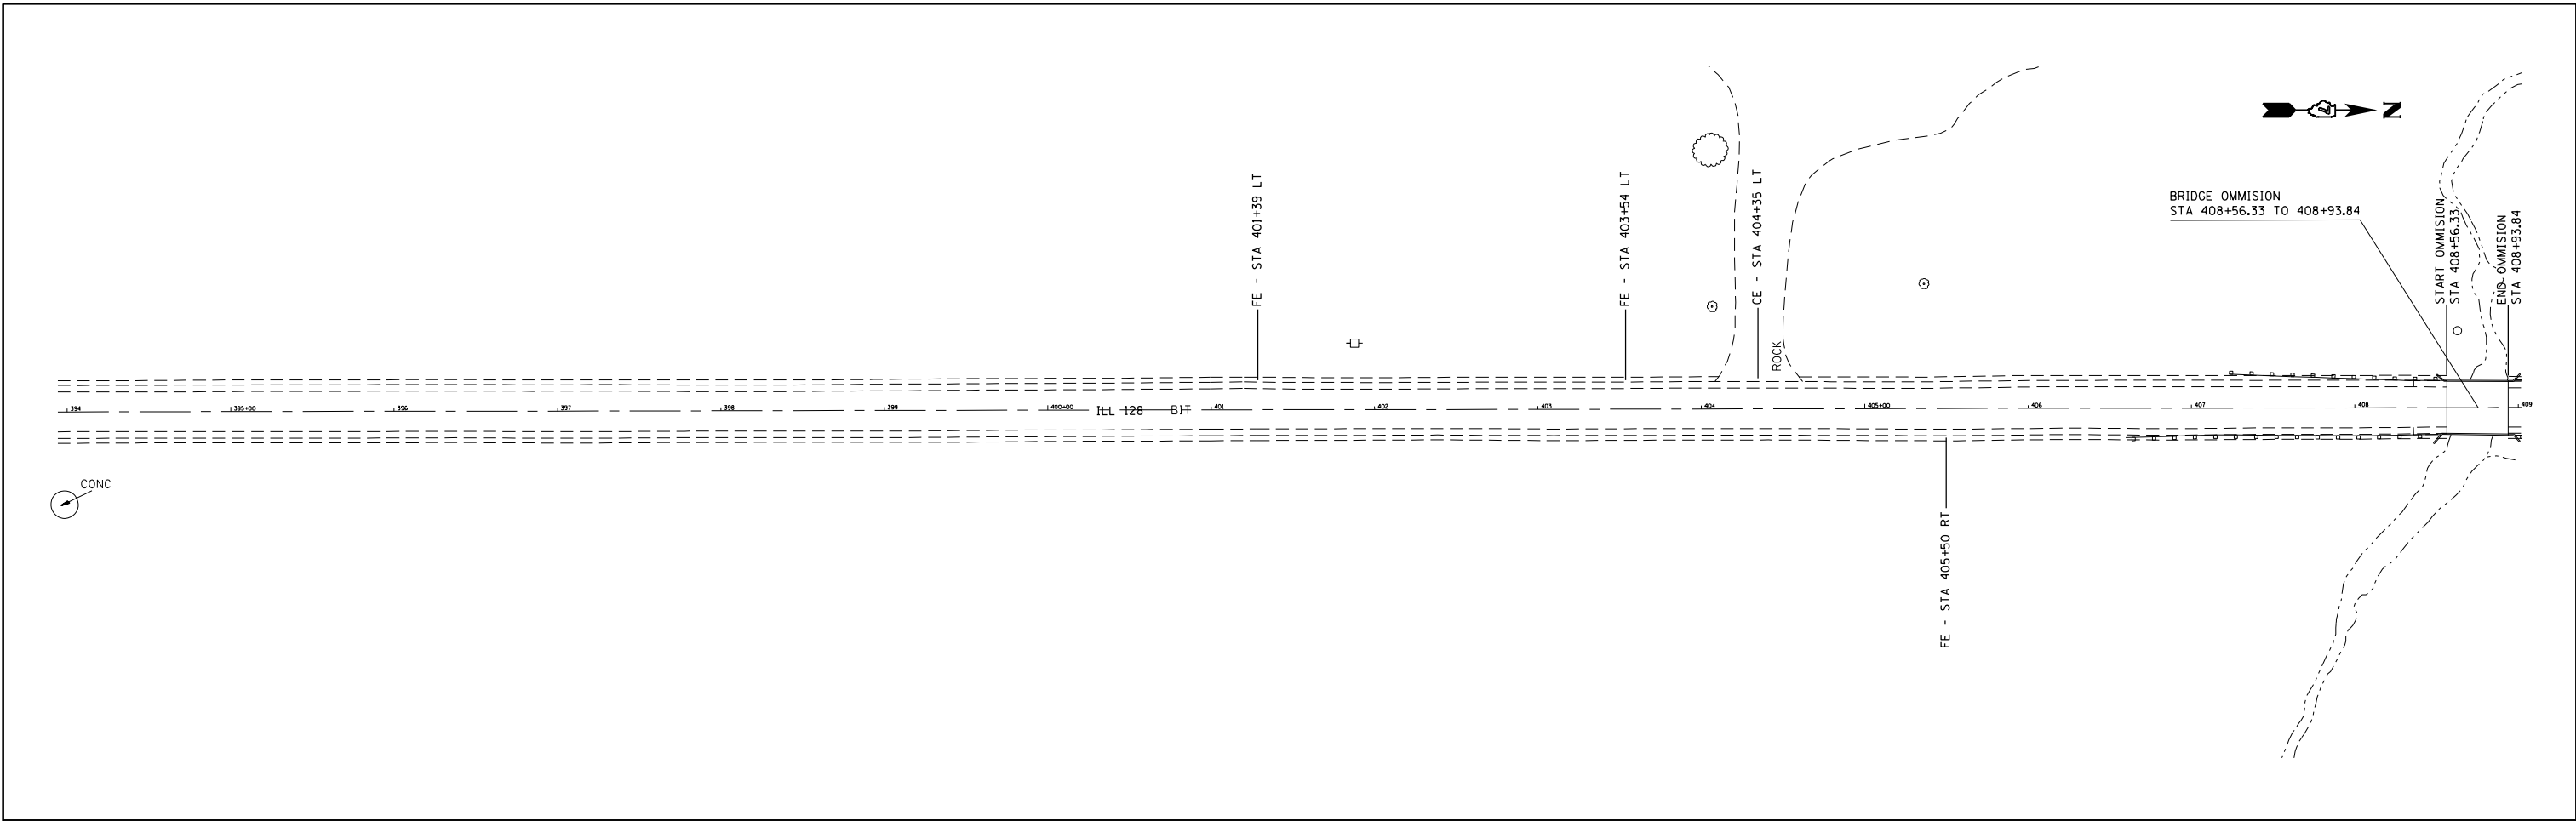 N
BRIDGE OMMISION
STA 408+56.33 TO 408+93.84
FE - STA 401+39 LT
FE - STA 403+54 LT
CE - STA 404+35 LT
START OMMISION
STA 408+56.33
END OMMISION
STA 408+93.84
ROCK
394
395+00
396
397
398
399
400+00
ILL 128
BIT
401
402
403
404
405+00
406
407
408
409
CONC
FE - STA 405+50 RT